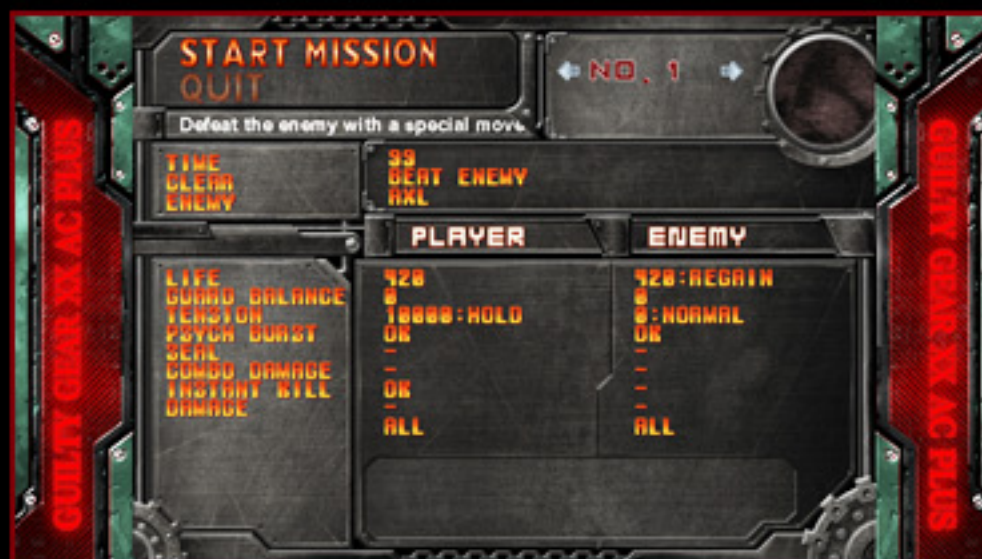 START MISSION
QUIT
NO. 1
Defeat the enemy with a special move.
TIME 99
CLEAR BEAT ENEMY
ENEMY AXL
PLAYER ENEMY
LIFE 420 420:REGAIN
GUARD BALANCE 0 0
TENSION 10000:HOLD 0:NORMAL
PSYCH BURST OK OK
SEAL - -
COMBO DAMAGE - -
INSTANT KILL OK -
DAMAGE - -
ALL ALL
GUILTY GEAR XX AC PLUS
GUILTY GEAR XX AC PLUS